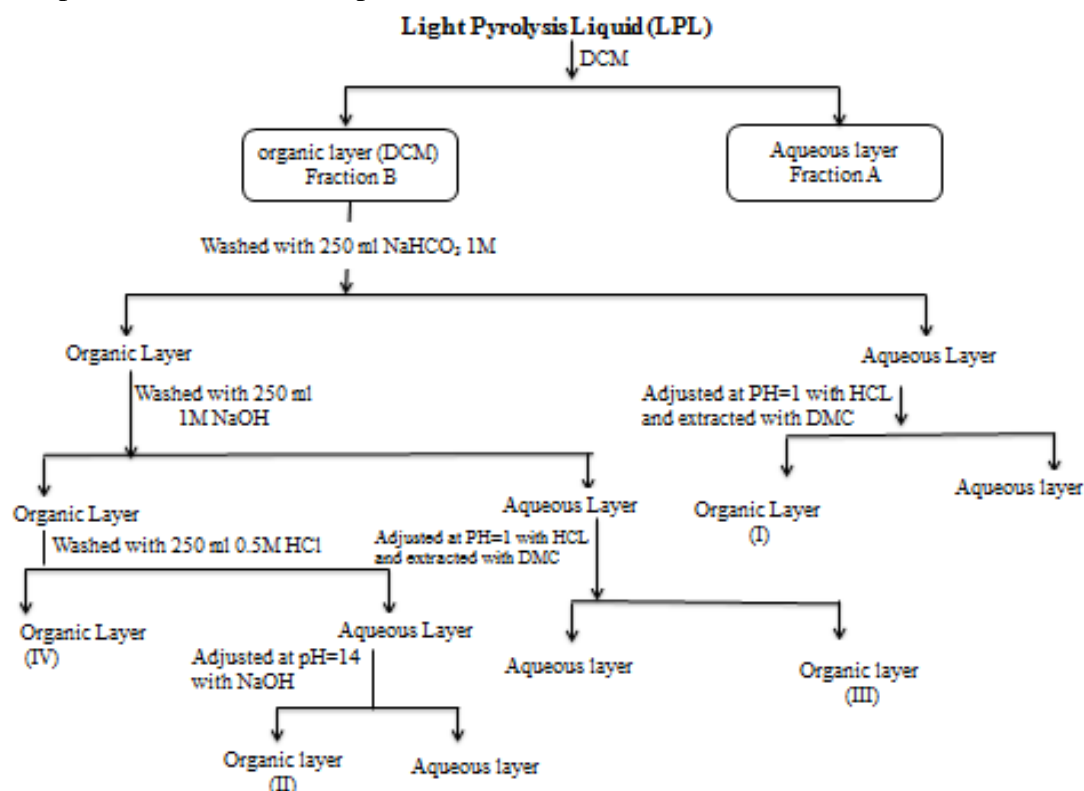 Light Pyrolysis Liquid (LPL)
DCM
organic layer (DCM)
Fraction B
Aqueous layer
Fraction A
Washed with 250 ml NaHCO₃ 1M
Organic Layer
Aqueous Layer
Washed with 250 ml
1M NaOH
Adjusted at PH=1 with HCL
and extracted with DMC
Organic Layer
Aqueous Layer
Organic Layer
(I)
Aqueous layer
Washed with 250 ml 0.5M HCl
Adjusted at PH=1 with HCL
and extracted with DMC
Organic Layer
(IV)
Aqueous Layer
Aqueous layer
Organic layer
(III)
Adjusted at pH=14
with NaOH
Organic layer
(II)
Aqueous layer